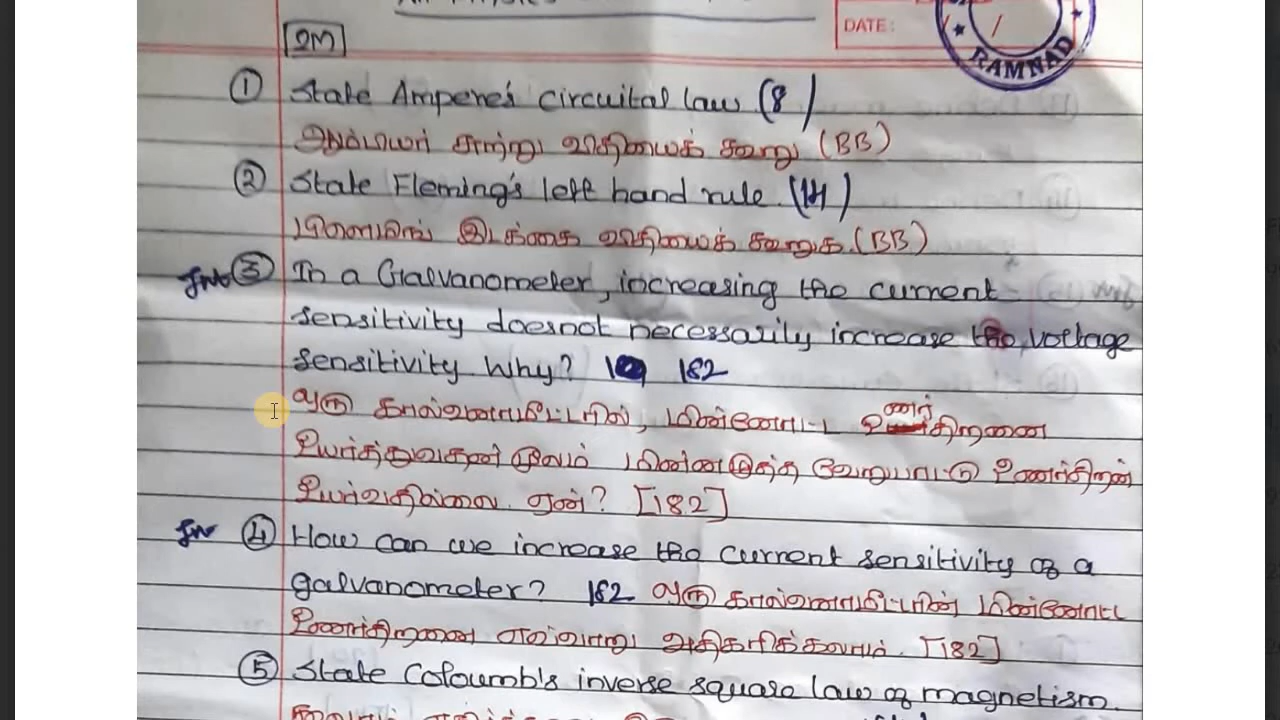 DATE:
RAMNAD
2M
① State Ampere's circuital law (8)
ஆம்பியர் சுற்று விதியைக் கூறு (BB)
② State Fleming's left hand rule. (14)
பிளெமிங் இடக்கை விதியைக் கூறுக. (BB)
③ In a Galvanometer, increasing the current
sensitivity doesnot necessarily increase the voltage
sensitivity Why? 182
ஒரு கால்வனாமீட்டரில், மின்னோட்ட உணர்திறனை
உயர்த்துவதன் மூலம் மின்னழுத்த வேறுபாட்டு உணர்திறன்
உயர்வதில்லை. ஏன்? [182]
④ How can we increase the current sensitivity of a
galvanometer? 182 ஒரு கால்வனாமீட்டரின் மின்னோட்ட
உணர்திறனை எவ்வாறு அதிகரிக்கலாம். [182]
⑤ State Coloumb's inverse square law of magnetism.